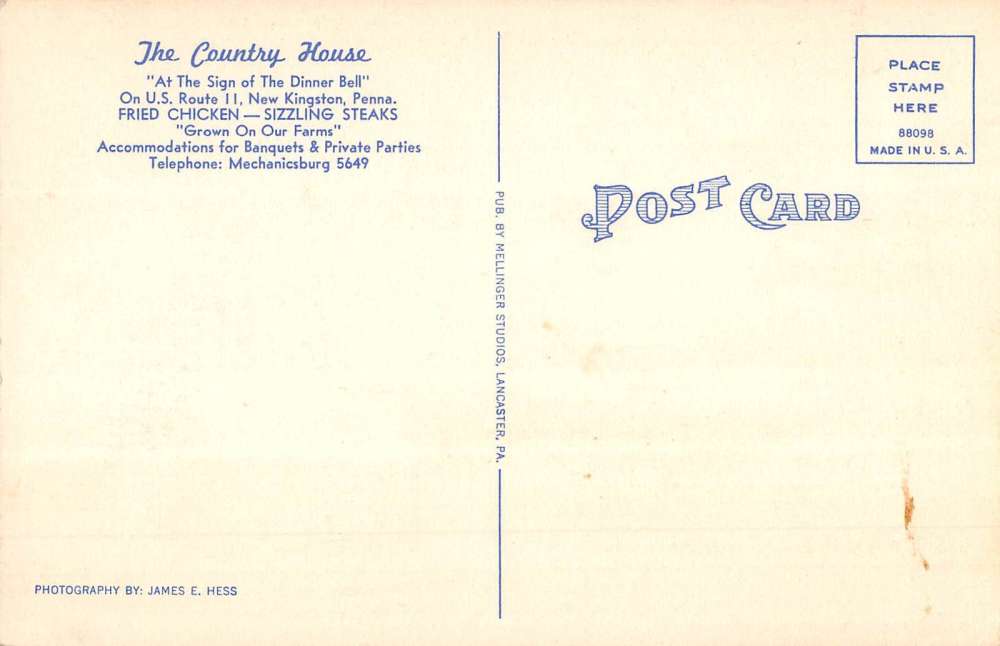 The Country House
"At The Sign of The Dinner Bell"
On U.S. Route 11, New Kingston, Penna.
FRIED CHICKEN — SIZZLING STEAKS
"Grown On Our Farms"
Accommodations for Banquets & Private Parties
Telephone: Mechanicsburg 5649
PHOTOGRAPHY BY: JAMES E. HESS
PUB. BY MELLINGER STUDIOS, LANCASTER, PA.
POST CARD
PLACE
STAMP
HERE
88098
MADE IN U. S. A.